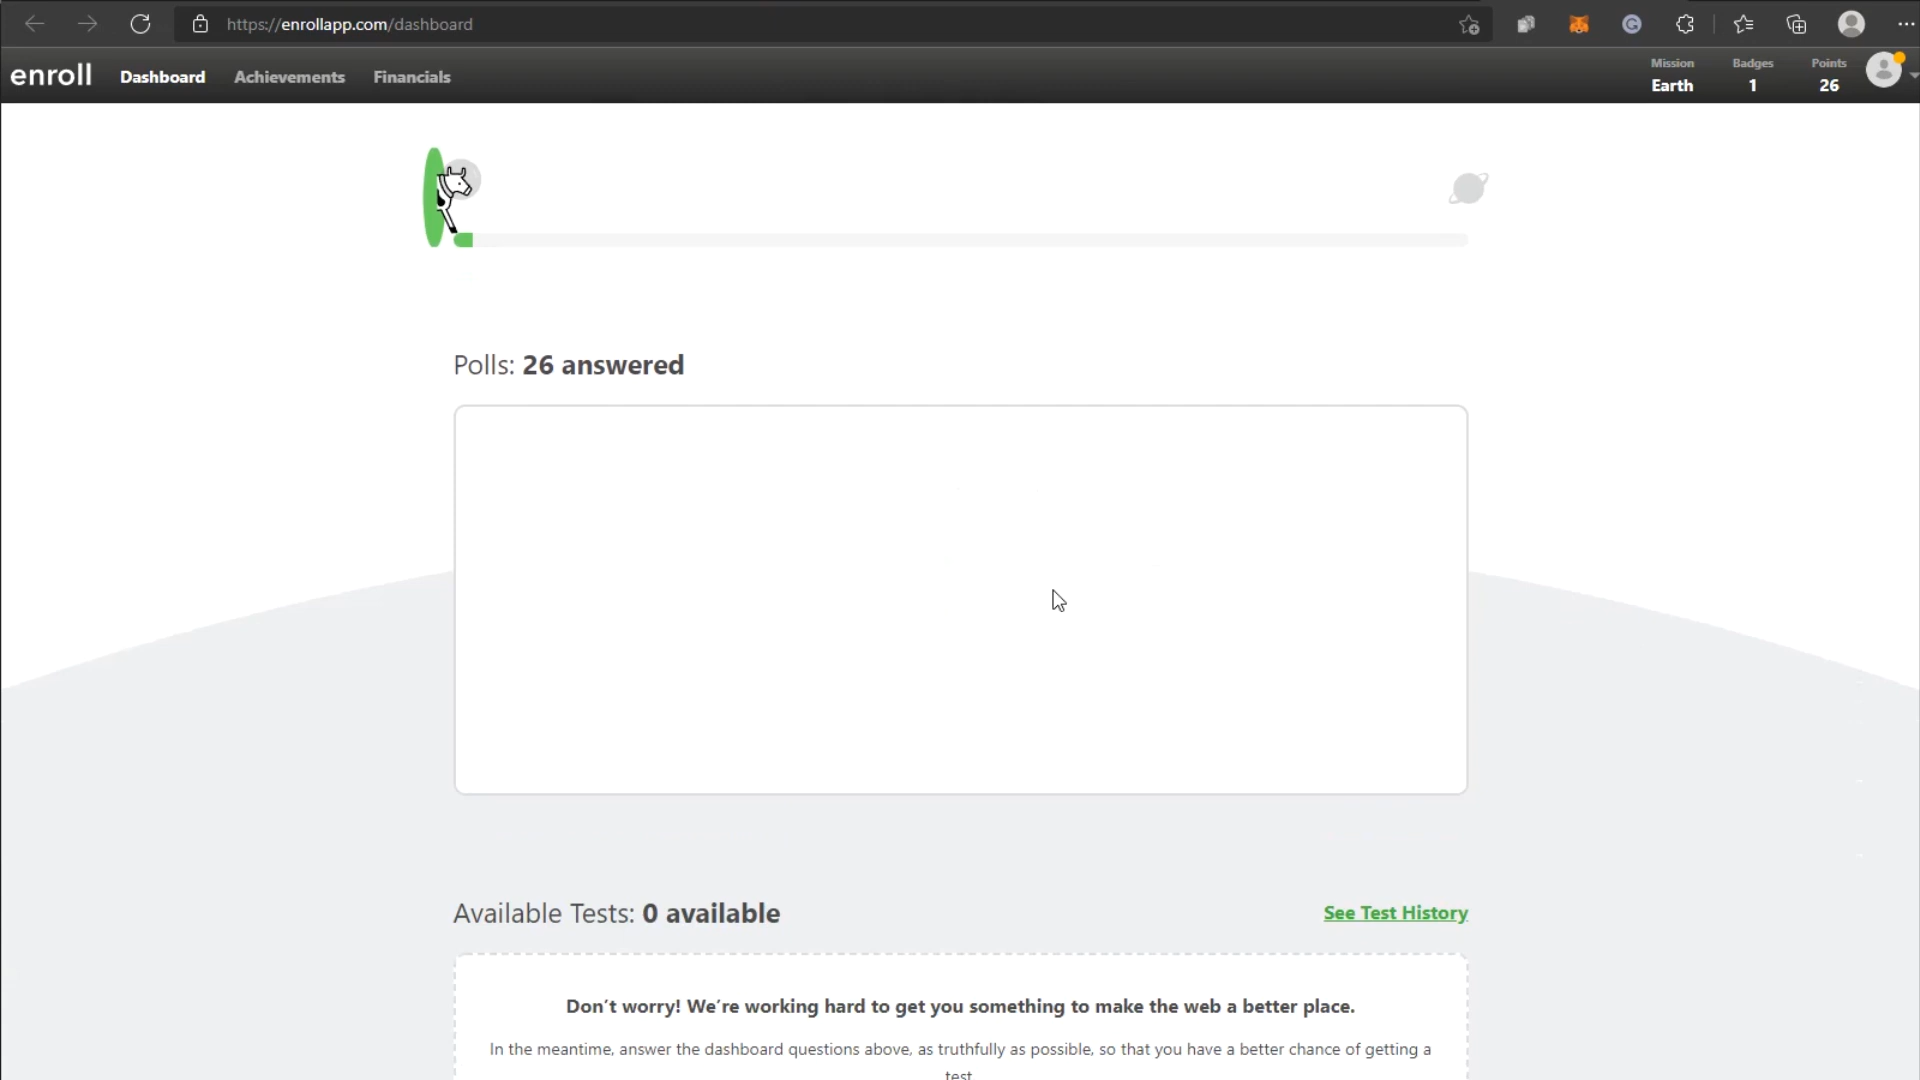 https://enrollapp.com/dashboard
enroll Dashboard Achievements Financials
Mission Badges Points
Earth 1 26
Polls: 26 answered
Available Tests: 0 available
See Test History
Don't worry! We're working hard to get you something to make the web a better place.
In the meantime, answer the dashboard questions above, as truthfully as possible, so that you have a better chance of getting a
test